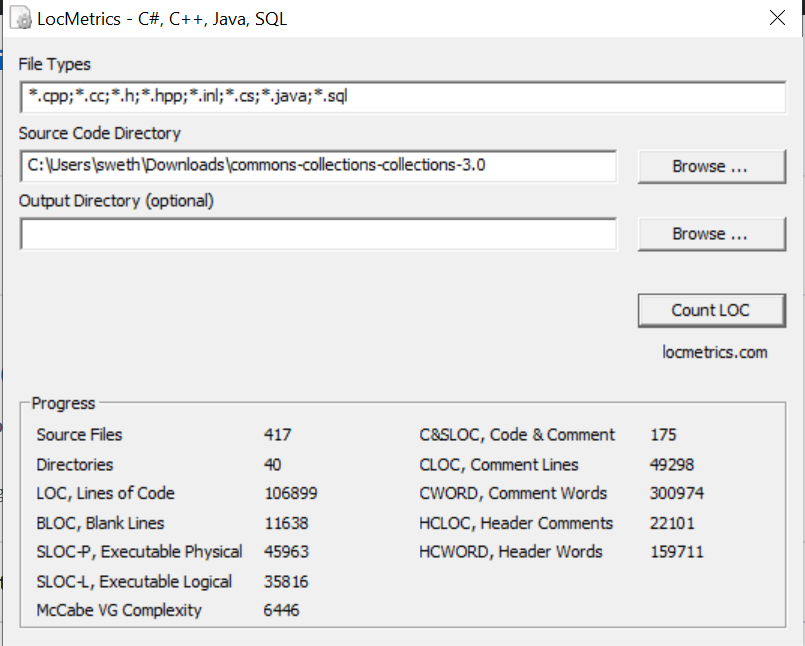 LocMetrics - C#, C++, Java, SQL
File Types
*.cpp;*.cc;*.h;*.hpp;*.inl;*.cs;*.java;*.sql
Source Code Directory
C:\Users\sweth\Downloads\commons-collections-collections-3.0
Browse ...
Output Directory (optional)
Browse ...
Count LOC
locmetrics.com
Progress
Source Files 417 C&SLOC, Code & Comment 175
Directories 40 CLOC, Comment Lines 49298
LOC, Lines of Code 106899 CWORD, Comment Words 300974
BLOC, Blank Lines 11638 HCLOC, Header Comments 22101
SLOC-P, Executable Physical 45963 HCWORD, Header Words 159711
SLOC-L, Executable Logical 35816
McCabe VG Complexity 6446